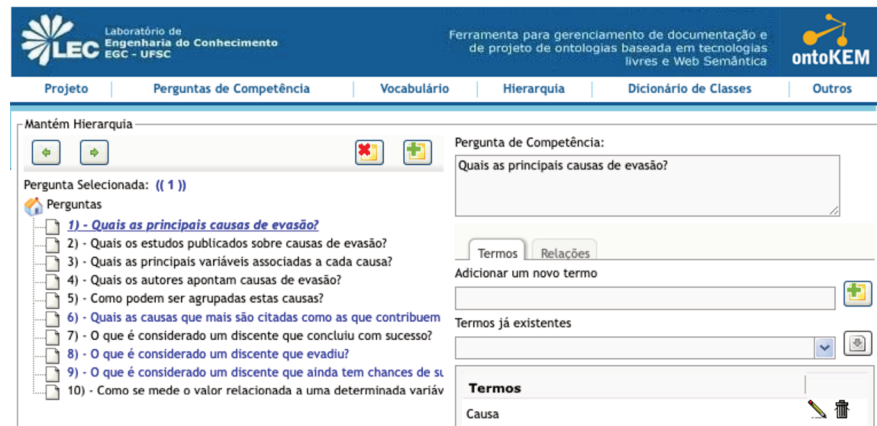 LEC
Laboratório de
Engenharia do Conhecimento
EGC - UFSC
Ferramenta para gerenciamento de documentação e
de projeto de ontologias baseada em tecnologias
livres e Web Semântica
ontoKEM
Projeto Perguntas de Competência Vocabulário Hierarquia Dicionário de Classes Outros
Mantém Hierarquia
Pergunta Selecionada: (( 1 ))
Perguntas
1) - Quais as principais causas de evasão?
2) - Quais os estudos publicados sobre causas de evasão?
3) - Quais as principais variáveis associadas a cada causa?
4) - Quais os autores apontam causas de evasão?
5) - Como podem ser agrupadas estas causas?
6) - Quais as causas que mais são citadas como as que contribuem
7) - O que é considerado um discente que concluiu com sucesso?
8) - O que é considerado um discente que evadiu?
9) - O que é considerado um discente que ainda tem chances de su
10) - Como se mede o valor relacionada a uma determinada variáv
Pergunta de Competência:
Quais as principais causas de evasão?
Termos Relações
Adicionar um novo termo
Termos já existentes
Termos
Causa